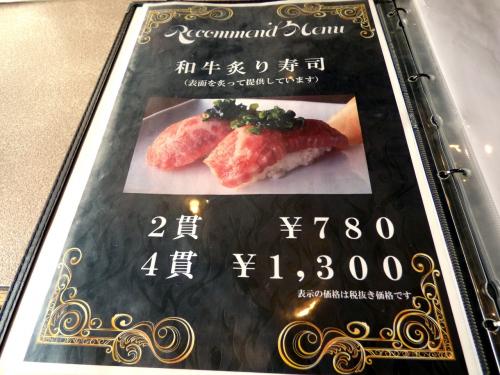 Recommend Menu
和牛炙り寿司
(表面を炙って提供しています)
2貫 ¥780
4貫 ¥1,300
表示の価格は税抜き価格です